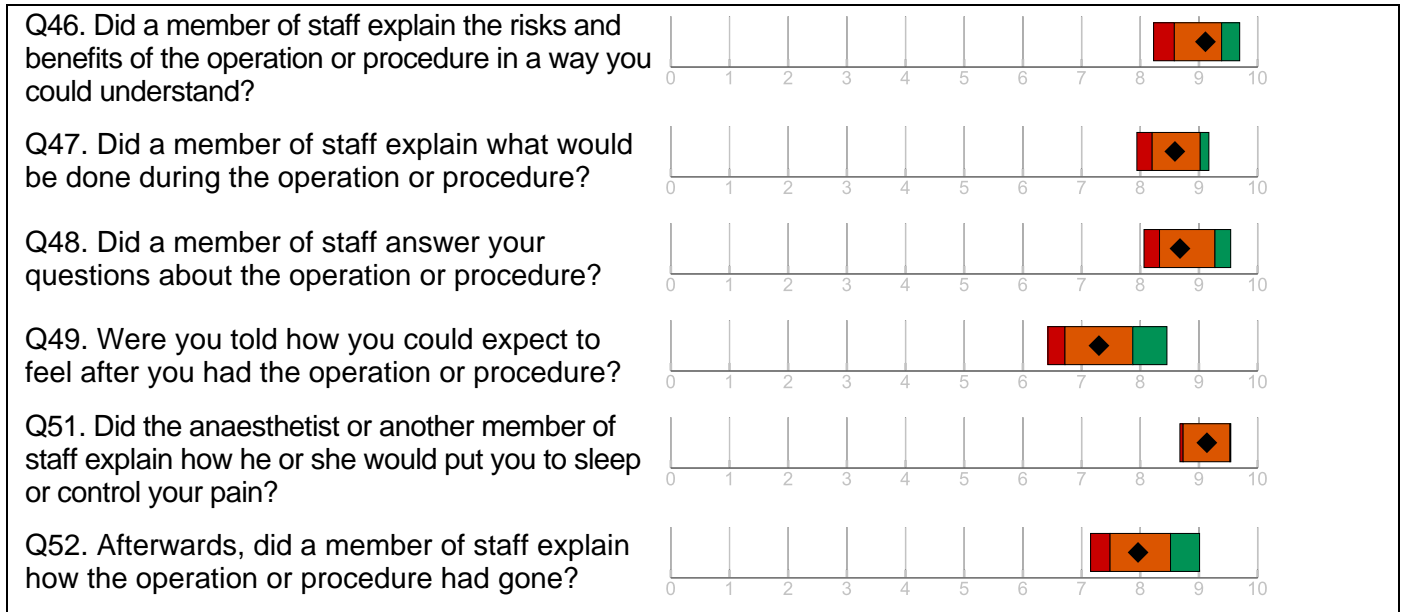 Q46. Did a member of staff explain the risks and
benefits of the operation or procedure in a way you
could understand?
0 1 2 3 4 5 6 7 8 9 10
Q47. Did a member of staff explain what would
be done during the operation or procedure?
0 1 2 3 4 5 6 7 8 9 10
Q48. Did a member of staff answer your
questions about the operation or procedure?
0 1 2 3 4 5 6 7 8 9 10
Q49. Were you told how you could expect to
feel after you had the operation or procedure?
0 1 2 3 4 5 6 7 8 9 10
Q51. Did the anaesthetist or another member of
staff explain how he or she would put you to sleep
or control your pain?
0 1 2 3 4 5 6 7 8 9 10
Q52. Afterwards, did a member of staff explain
how the operation or procedure had gone?
0 1 2 3 4 5 6 7 8 9 10